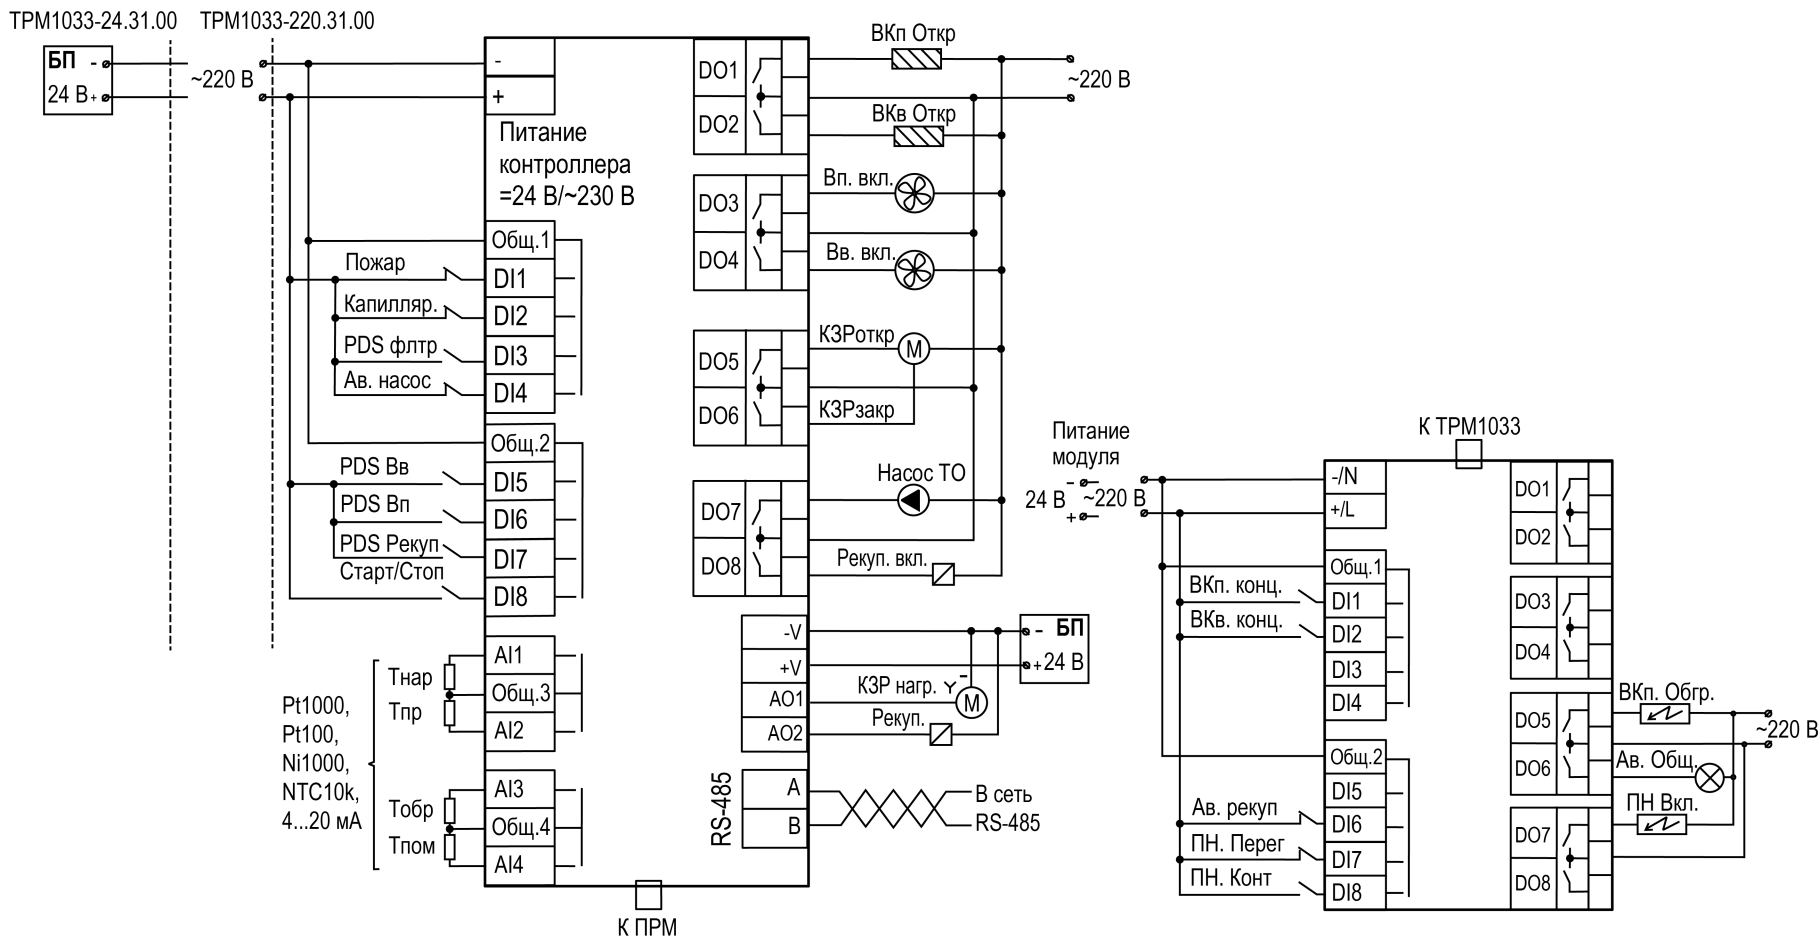 ТРМ1033-24.31.00
ТРМ1033-220.31.00
БП -
24 В +
~220 В
-
+
Питание
контроллера
=24 В/~230 В
Общ.1
Пожар
DI1
Капилляр.
DI2
PDS флтр
DI3
Ав. насос
DI4
Общ.2
PDS Вв
DI5
PDS Вп
DI6
PDS Рекуп
DI7
Старт/Стоп
DI8
Pt1000,
Pt100,
Ni1000,
NTC10k,
4...20 мА
Тнар
Тпр
AI1
Общ.3
AI2
Тобр
Тпом
AI3
Общ.4
AI4
К ПРМ
DO1
DO2
ВКп Откр
~220 В
ВКв Откр
DO3
DO4
Вп. вкл.
Вв. вкл.
DO5
DO6
КЗРоткр
М
КЗРзакр
DO7
DO8
Насос ТО
Рекуп. вкл.
-V
+V
AO1
AO2
- БП
+ 24 В
КЗР нагр. Y -
М
Рекуп.
RS-485
A
B
В сеть
RS-485
К ТРМ1033
Питание
модуля
-
24 В ~220 В
+
-/N
+/L
Общ.1
ВКп. конц.
DI1
ВКв. конц.
DI2
DI3
DI4
Общ.2
DI5
Ав. рекуп
DI6
ПН. Перег
DI7
ПН. Конт
DI8
DO1
DO2
DO3
DO4
DO5
DO6
ВКп. Обгр.
~220 В
Ав. Общ.
DO7
DO8
ПН Вкл.